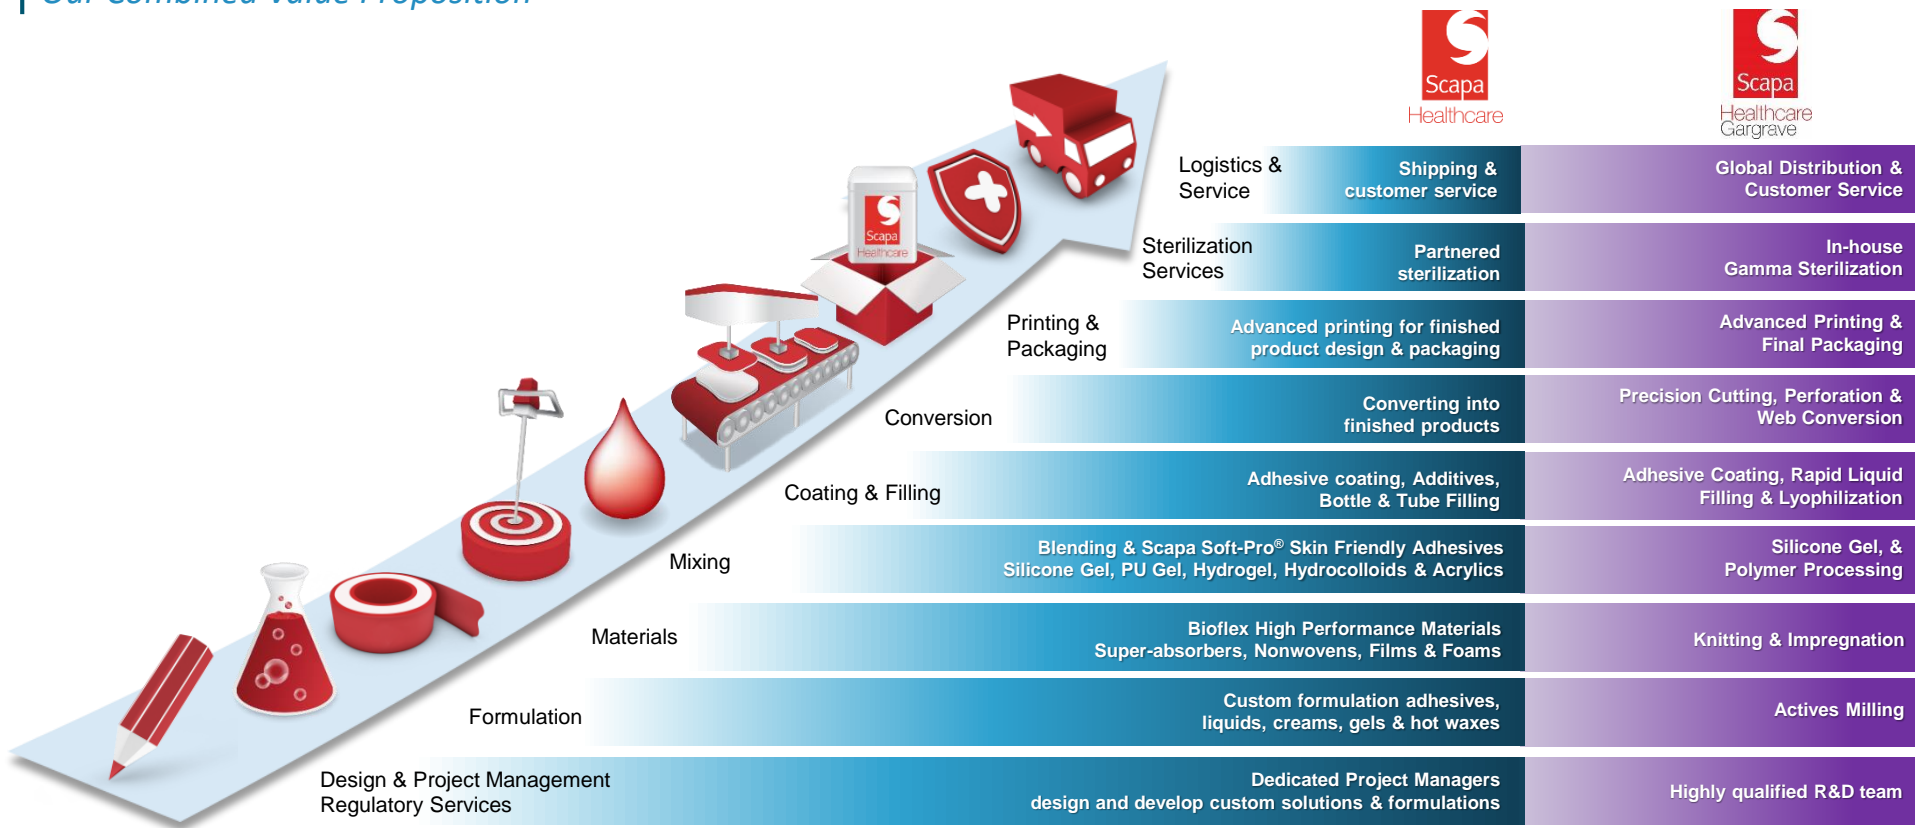 Our Combined Value Proposition
Scapa
Healthcare
Scapa
Healthcare
Gargrave
Scapa
Healthcare
Logistics &
Service
Shipping &
customer service
Global Distribution &
Customer Service
Sterilization
Services
Partnered
sterilization
In-house
Gamma Sterilization
Printing &
Packaging
Advanced printing for finished
product design & packaging
Advanced Printing &
Final Packaging
Conversion
Converting into
finished products
Precision Cutting, Perforation &
Web Conversion
Coating & Filling
Adhesive coating, Additives,
Bottle & Tube Filling
Adhesive Coating, Rapid Liquid
Filling & Lyophilization
Mixing
Blending & Scapa Soft-Pro® Skin Friendly Adhesives
Silicone Gel, PU Gel, Hydrogel, Hydrocolloids & Acrylics
Silicone Gel, &
Polymer Processing
Materials
Bioflex High Performance Materials
Super-absorbers, Nonwovens, Films & Foams
Knitting & Impregnation
Formulation
Custom formulation adhesives,
liquids, creams, gels & hot waxes
Actives Milling
Design & Project Management
Regulatory Services
Dedicated Project Managers
design and develop custom solutions & formulations
Highly qualified R&D team